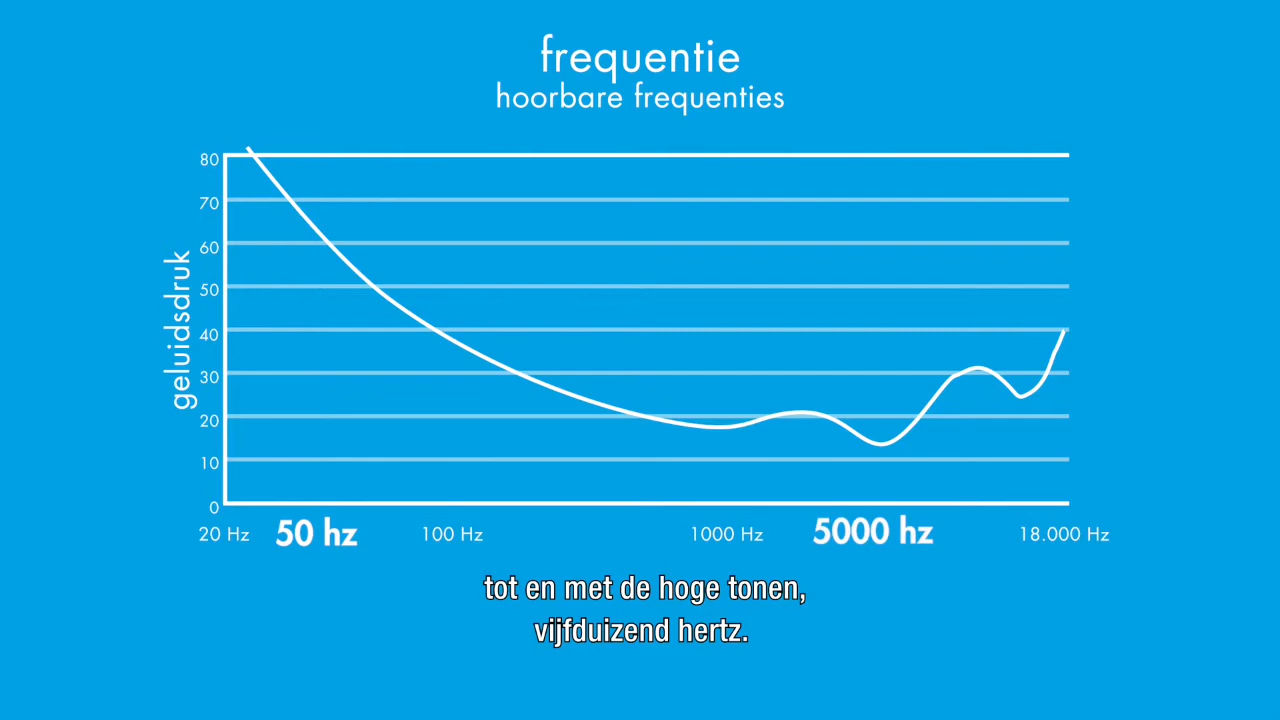 frequentie
hoorbare frequenties
geluidsdruk
80
70
60
50
40
30
20
10
0
20 Hz 50 hz 100 Hz 1000 Hz 5000 hz 18.000 Hz
tot en met de hoge tonen,
vijfduizend hertz.